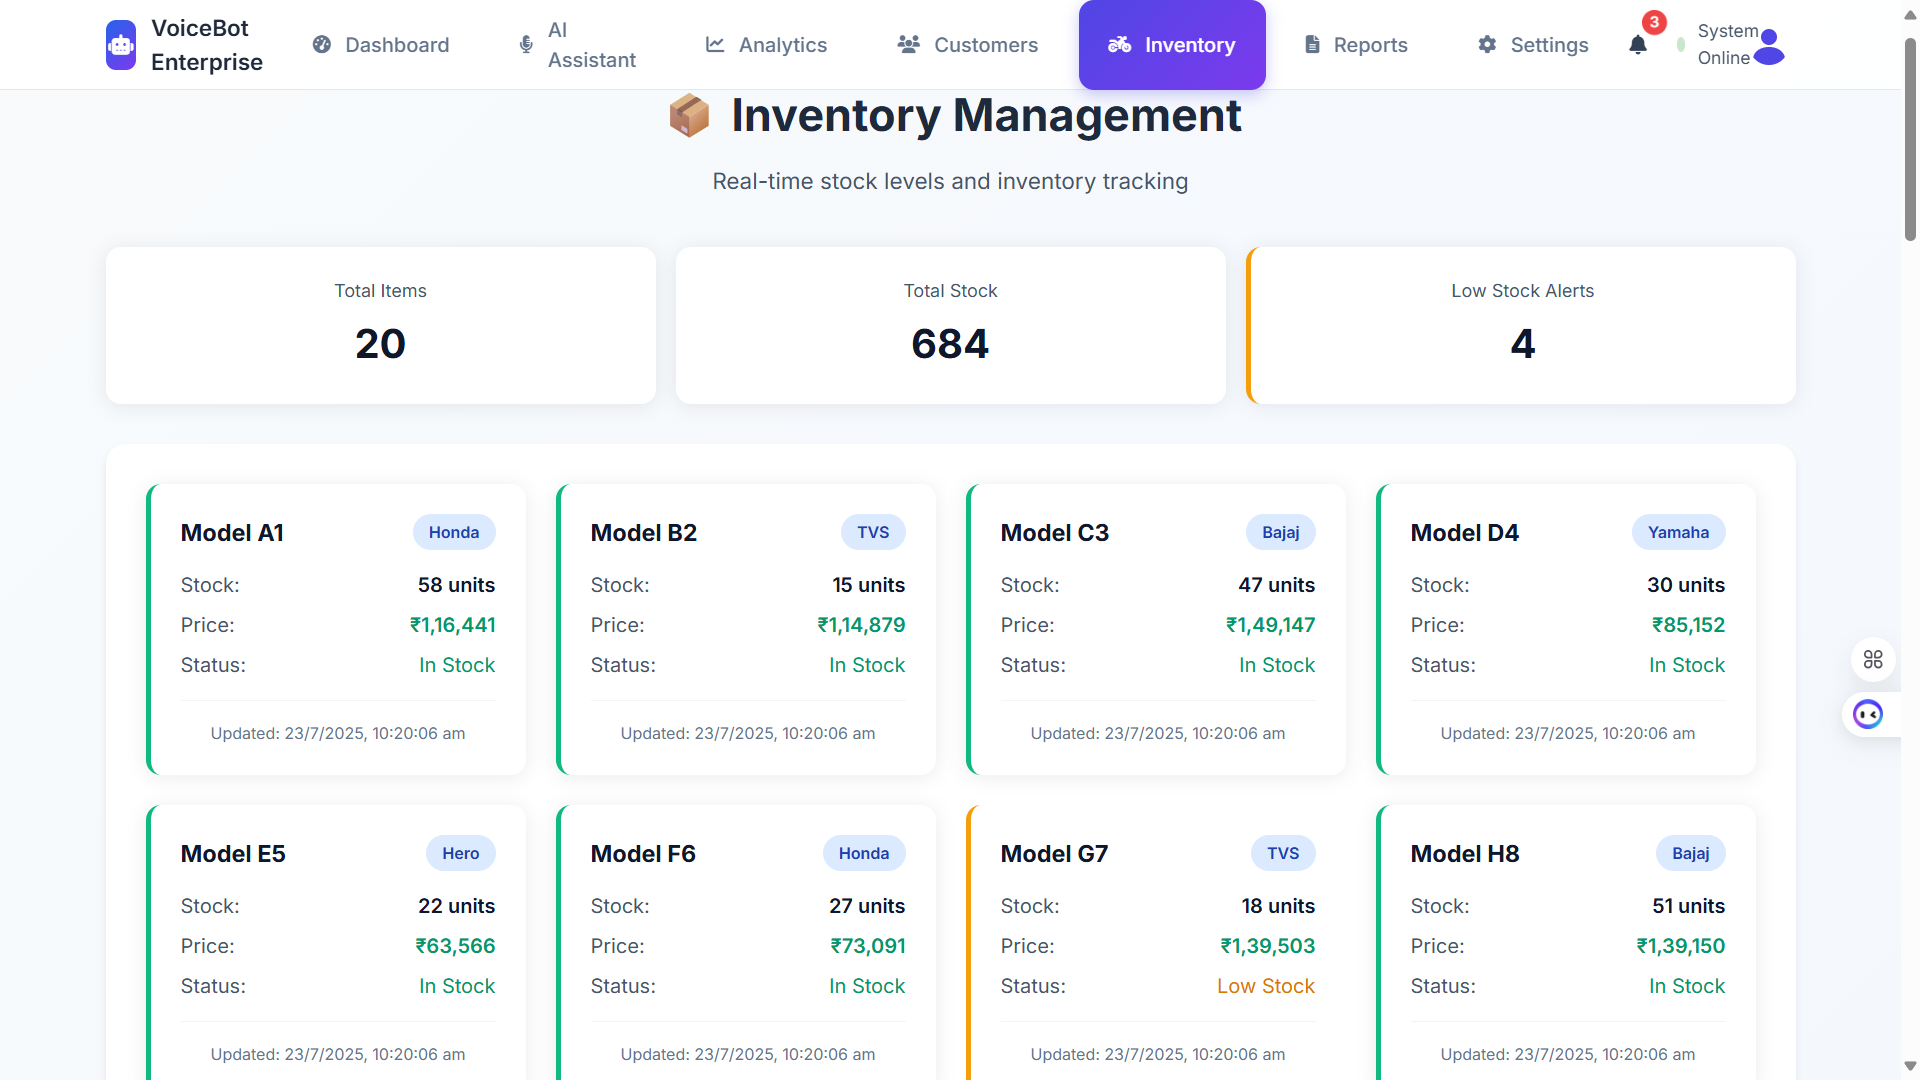 VoiceBot
Enterprise
Dashboard
AI
Assistant
Analytics
Customers
Inventory
Reports
Settings
3
System
Online
📦 Inventory Management
Real-time stock levels and inventory tracking
Total Items
20
Total Stock
684
Low Stock Alerts
4
Model A1 Honda
Stock: 58 units
Price: ₹1,16,441
Status: In Stock
Updated: 23/7/2025, 10:20:06 am
Model B2 TVS
Stock: 15 units
Price: ₹1,14,879
Status: In Stock
Updated: 23/7/2025, 10:20:06 am
Model C3 Bajaj
Stock: 47 units
Price: ₹1,49,147
Status: In Stock
Updated: 23/7/2025, 10:20:06 am
Model D4 Yamaha
Stock: 30 units
Price: ₹85,152
Status: In Stock
Updated: 23/7/2025, 10:20:06 am
Model E5 Hero
Stock: 22 units
Price: ₹63,566
Status: In Stock
Updated: 23/7/2025, 10:20:06 am
Model F6 Honda
Stock: 27 units
Price: ₹73,091
Status: In Stock
Updated: 23/7/2025, 10:20:06 am
Model G7 TVS
Stock: 18 units
Price: ₹1,39,503
Status: Low Stock
Updated: 23/7/2025, 10:20:06 am
Model H8 Bajaj
Stock: 51 units
Price: ₹1,39,150
Status: In Stock
Updated: 23/7/2025, 10:20:06 am